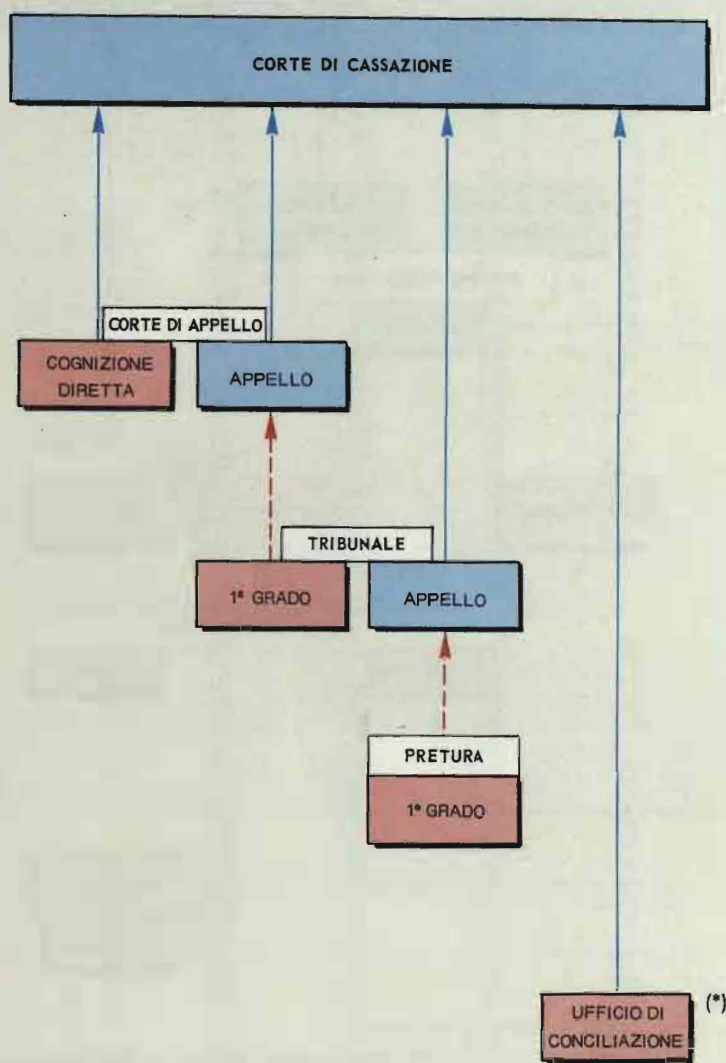 CORTE DI CASSAZIONE
CORTE DI APPELLO
COGNIZIONE
DIRETTA
APPELLO
TRIBUNALE
1° GRADO
APPELLO
PRETURA
1° GRADO
UFFICIO DI
CONCILIAZIONE
(*)